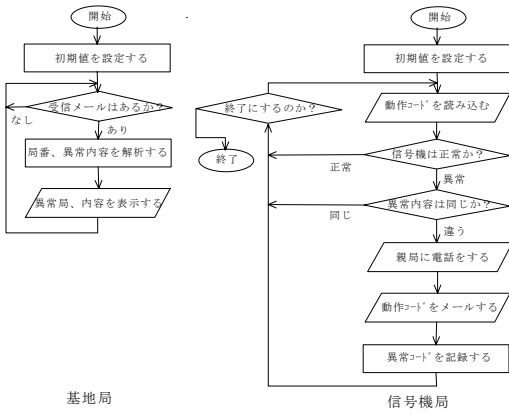 開始
初期値を設定する
受信メールはあるか？
なし
あり
局番、異常内容を解析する
異常局、内容を表示する
基地局
開始
初期値を設定する
終了にするのか？
動作ｺｰﾄﾞを読み込む
終了
信号機は正常か？
正常
異常
異常内容は同じか？
同じ
違う
親局に電話をする
動作ｺｰﾄﾞをメールする
異常ｺｰﾄﾞを記録する
信号機局